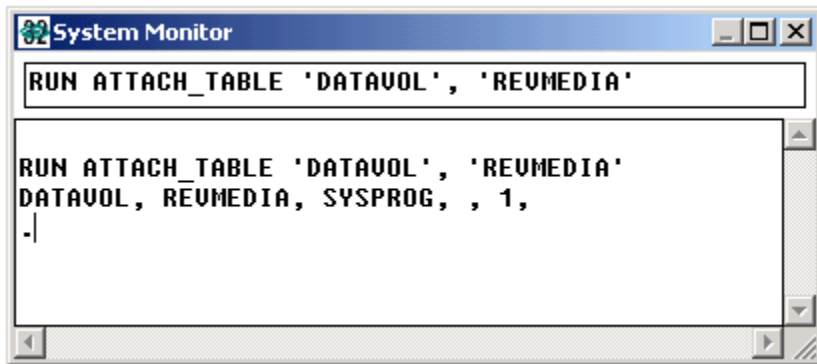 System Monitor
RUN ATTACH_TABLE 'DATAVOL', 'REVMEDIA'
RUN ATTACH_TABLE 'DATAVOL', 'REVMEDIA'
DATAVOL, REVMEDIA, SYSPROG, , 1,
.